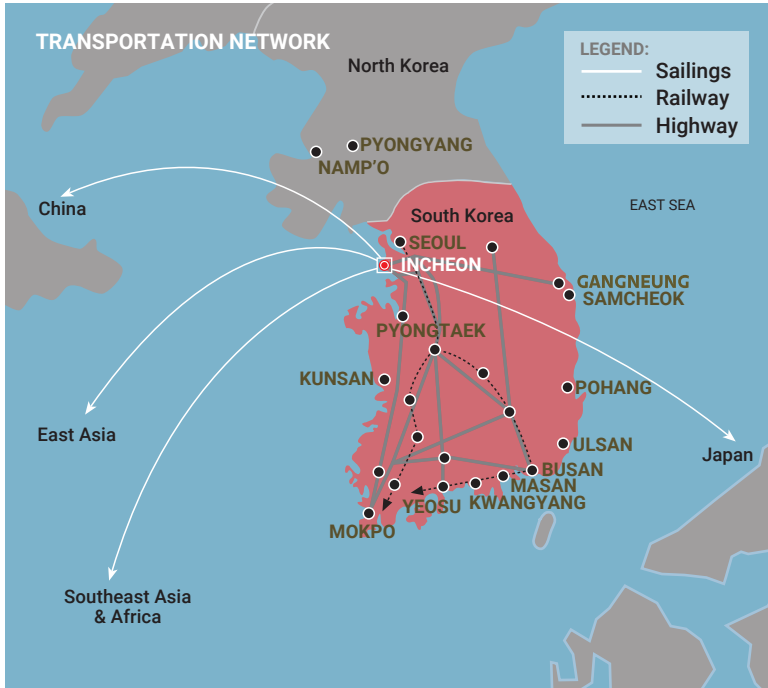 TRANSPORTATION NETWORK
LEGEND:
Sailings
Railway
Highway
North Korea
PYONGYANG
NAMP'O
China
South Korea
EAST SEA
SEOUL
INCHEON
GANGNEUNG
SAMCHEOK
PYONGTAEK
KUNSAN
POHANG
East Asia
ULSAN
Japan
BUSAN
MASAN
KWANGYANG
YEOSU
MOKPO
Southeast Asia
& Africa